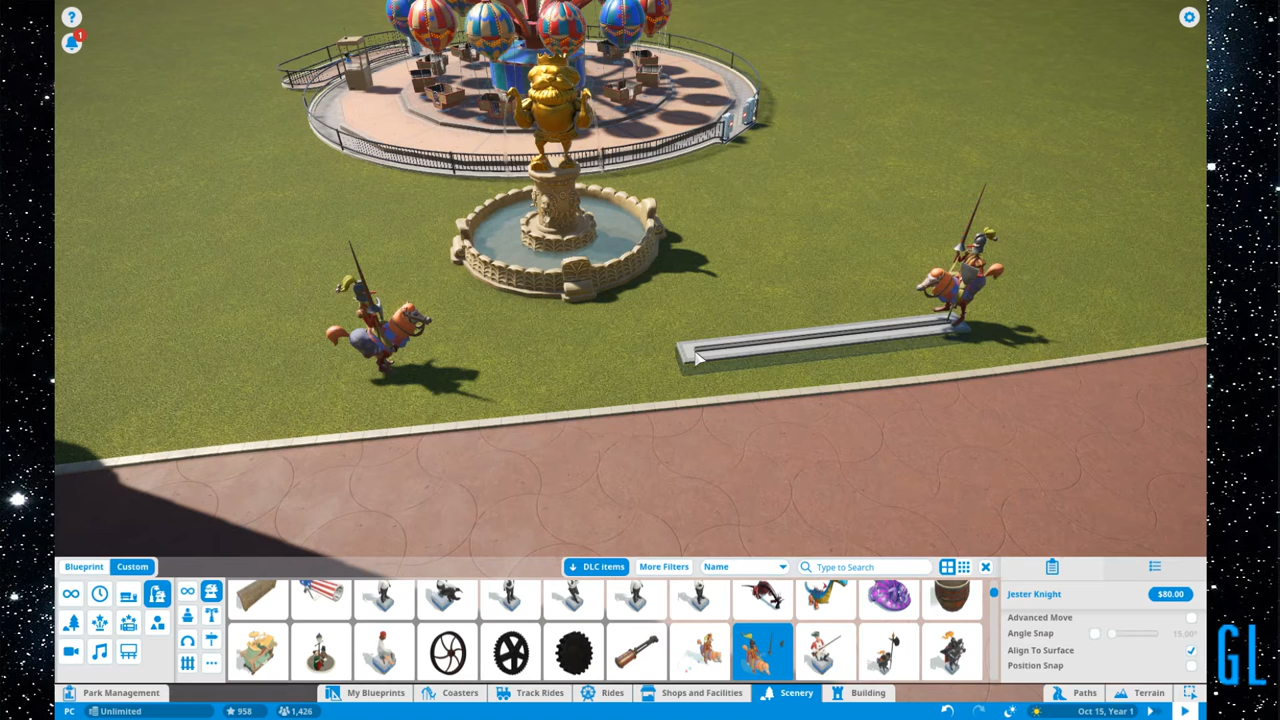 ?
1
Blueprint
Custom
DLC items
More Filters
Name
Type to Search
Jester Knight
$80.00
Advanced Move
Angle Snap
15.00°
Align To Surface
Position Snap
Park Management
My Blueprints
Coasters
Track Rides
Rides
Shops and Facilities
Scenery
Building
Paths
Terrain
PC
Unlimited
958
1,426
Oct 15, Year 1
GL